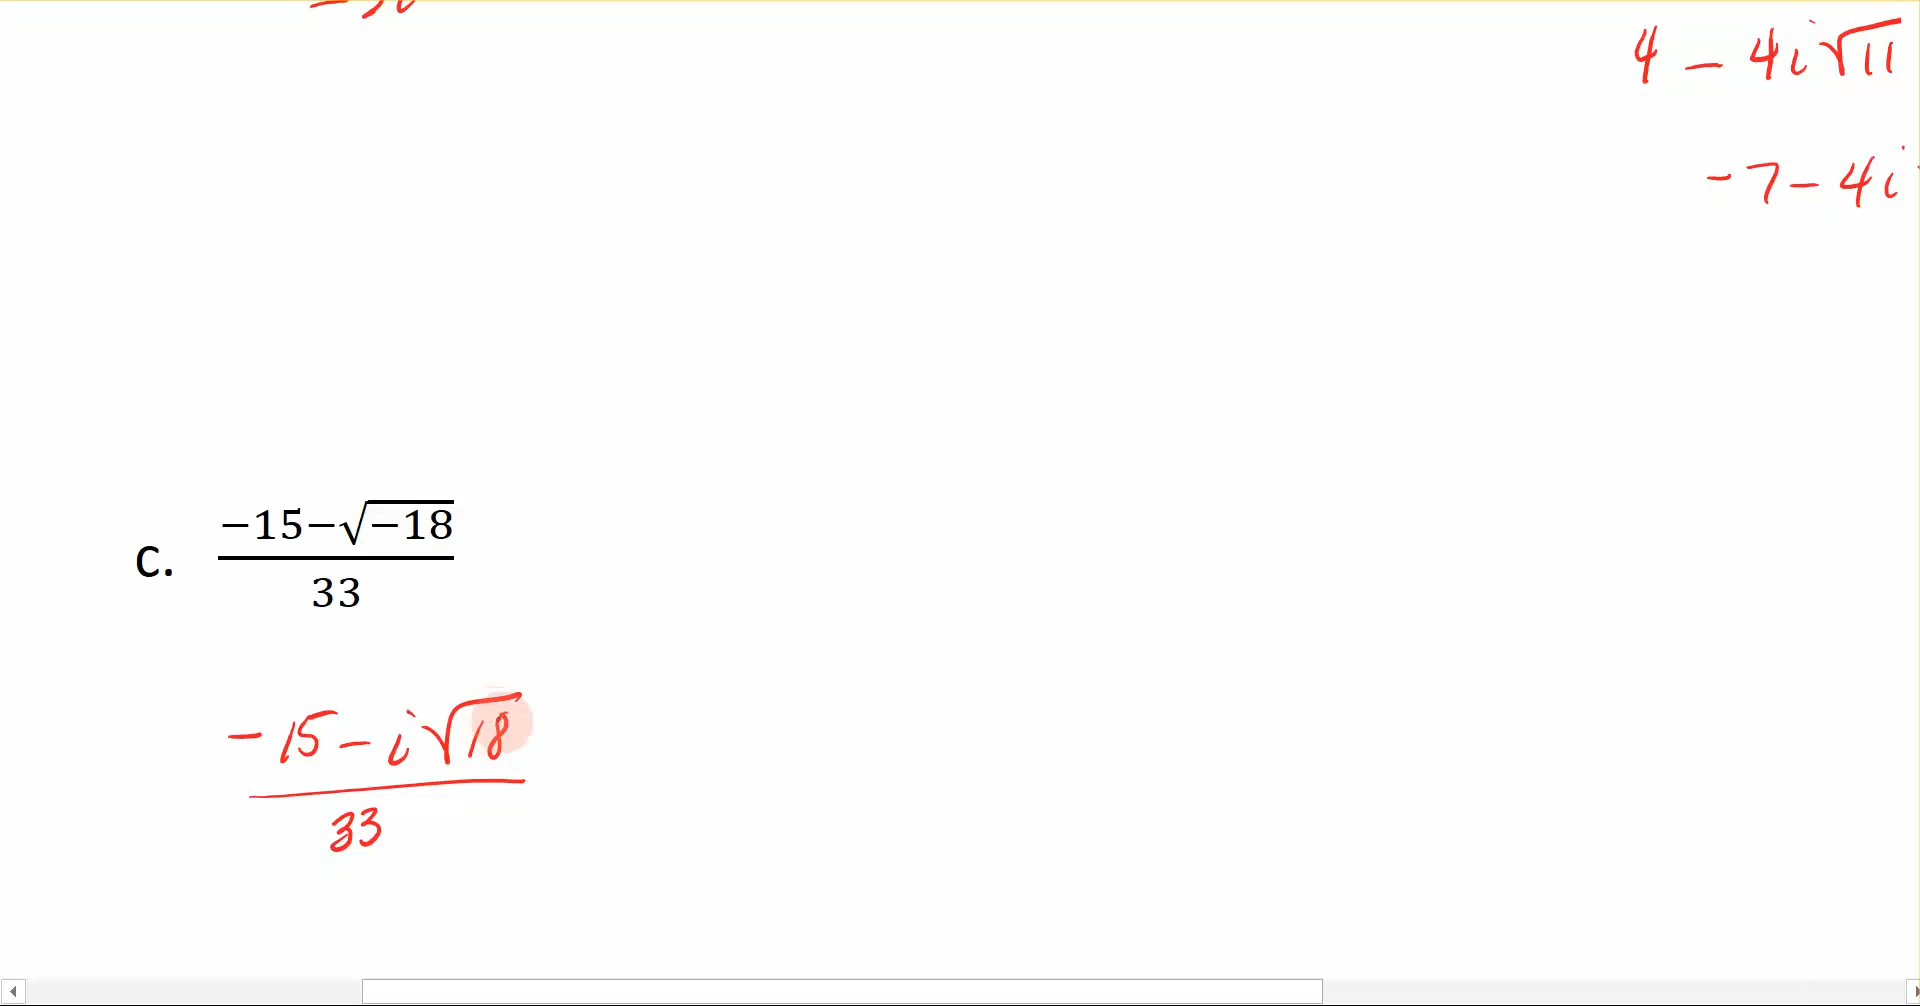 4 - 4i√11
-7 - 4i
c. (−15−√−18)/33
-15 - i√18
33